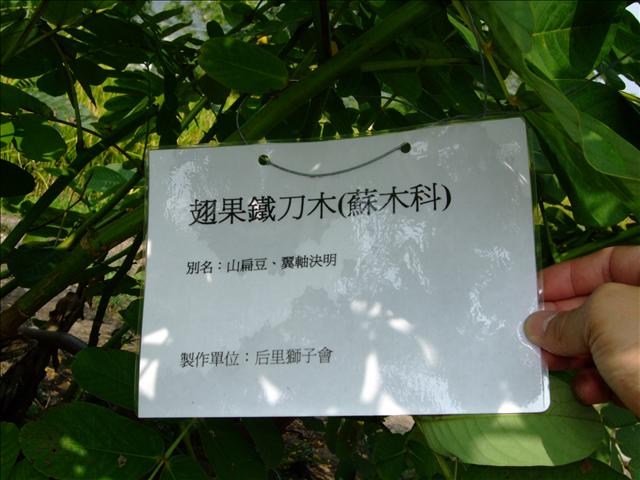 翅果鐵刀木(蘇木科)
別名：山扁豆、翼軸決明
製作單位：后里獅子會